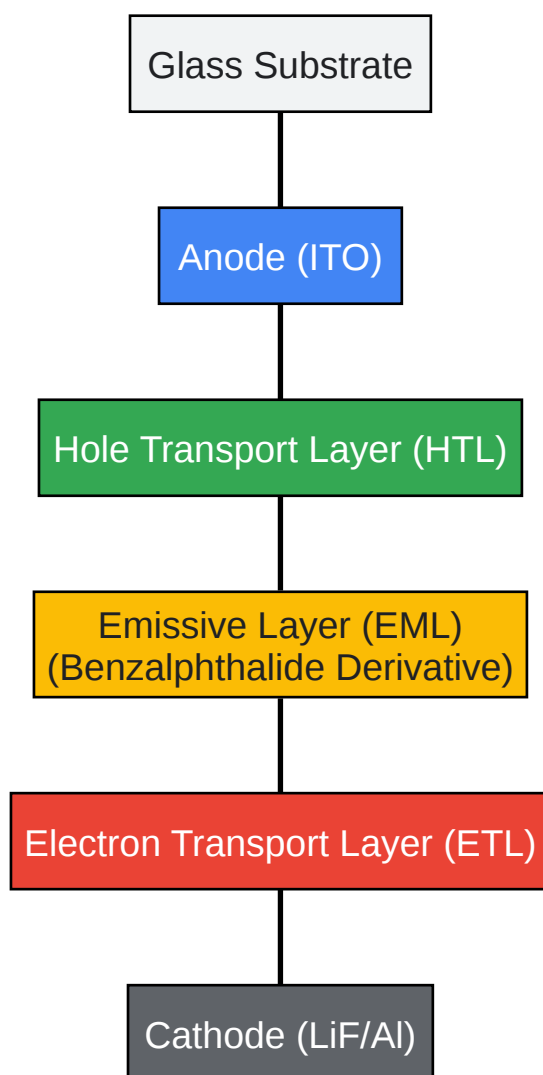 Glass Substrate
Anode (ITO)
Hole Transport Layer (HTL)
Emissive Layer (EML)
(Benzalphthalide Derivative)
Electron Transport Layer (ETL)
Cathode (LiF/Al)